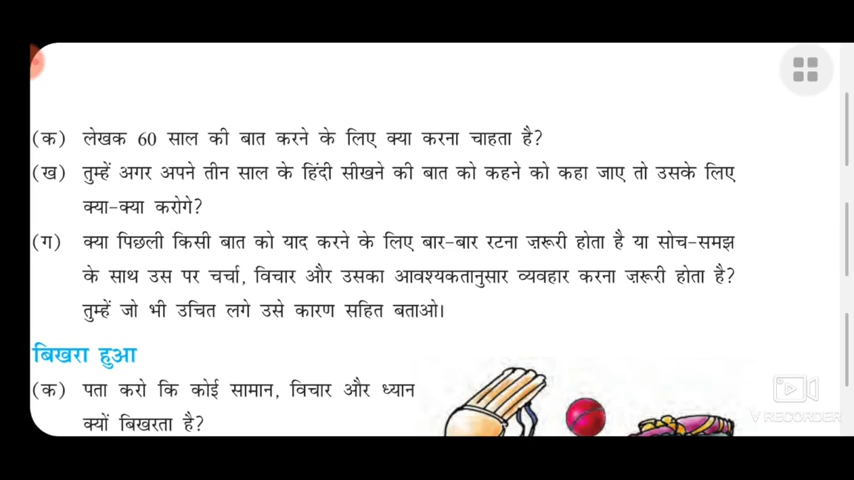 (क) लेखक 60 साल की बात करने के लिए क्या करना चाहता है?
(ख) तुम्हें अगर अपने तीन साल के हिंदी सीखने की बात को कहने को कहा जाए तो उसके लिए
क्या-क्या करोगे?
(ग) क्या पिछली किसी बात को याद करने के लिए बार-बार रटना ज़रूरी होता है या सोच-समझ
के साथ उस पर चर्चा, विचार और उसका आवश्यकतानुसार व्यवहार करना ज़रूरी होता है?
तुम्हें जो भी उचित लगे उसे कारण सहित बताओ।
बिखरा हुआ
(क) पता करो कि कोई सामान, विचार और ध्यान
क्यों बिखरता है?
V RECORDER